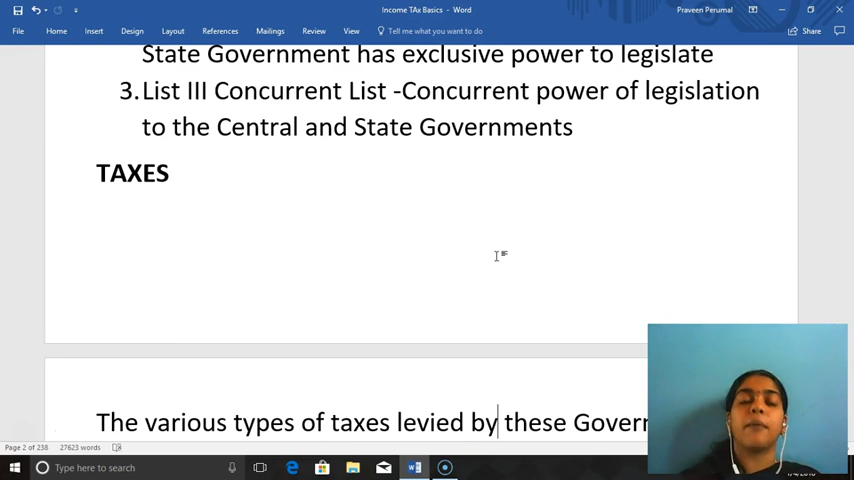 Income TAx Basics - Word
Praveen Perumal
File Home Insert Design Layout References Mailings Review View Tell me what you want to do Share
State Government has exclusive power to legislate
3. List III Concurrent List -Concurrent power of legislation
to the Central and State Governments
TAXES
The various types of taxes levied by these Govern
Page 2 of 238 27623 words
Type here to search